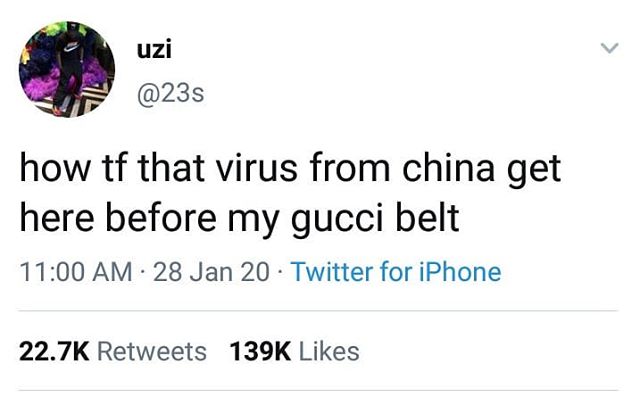 uzi
@23s
how tf that virus from china get
here before my gucci belt
11:00 AM · 28 Jan 20 · Twitter for iPhone
22.7K Retweets 139K Likes